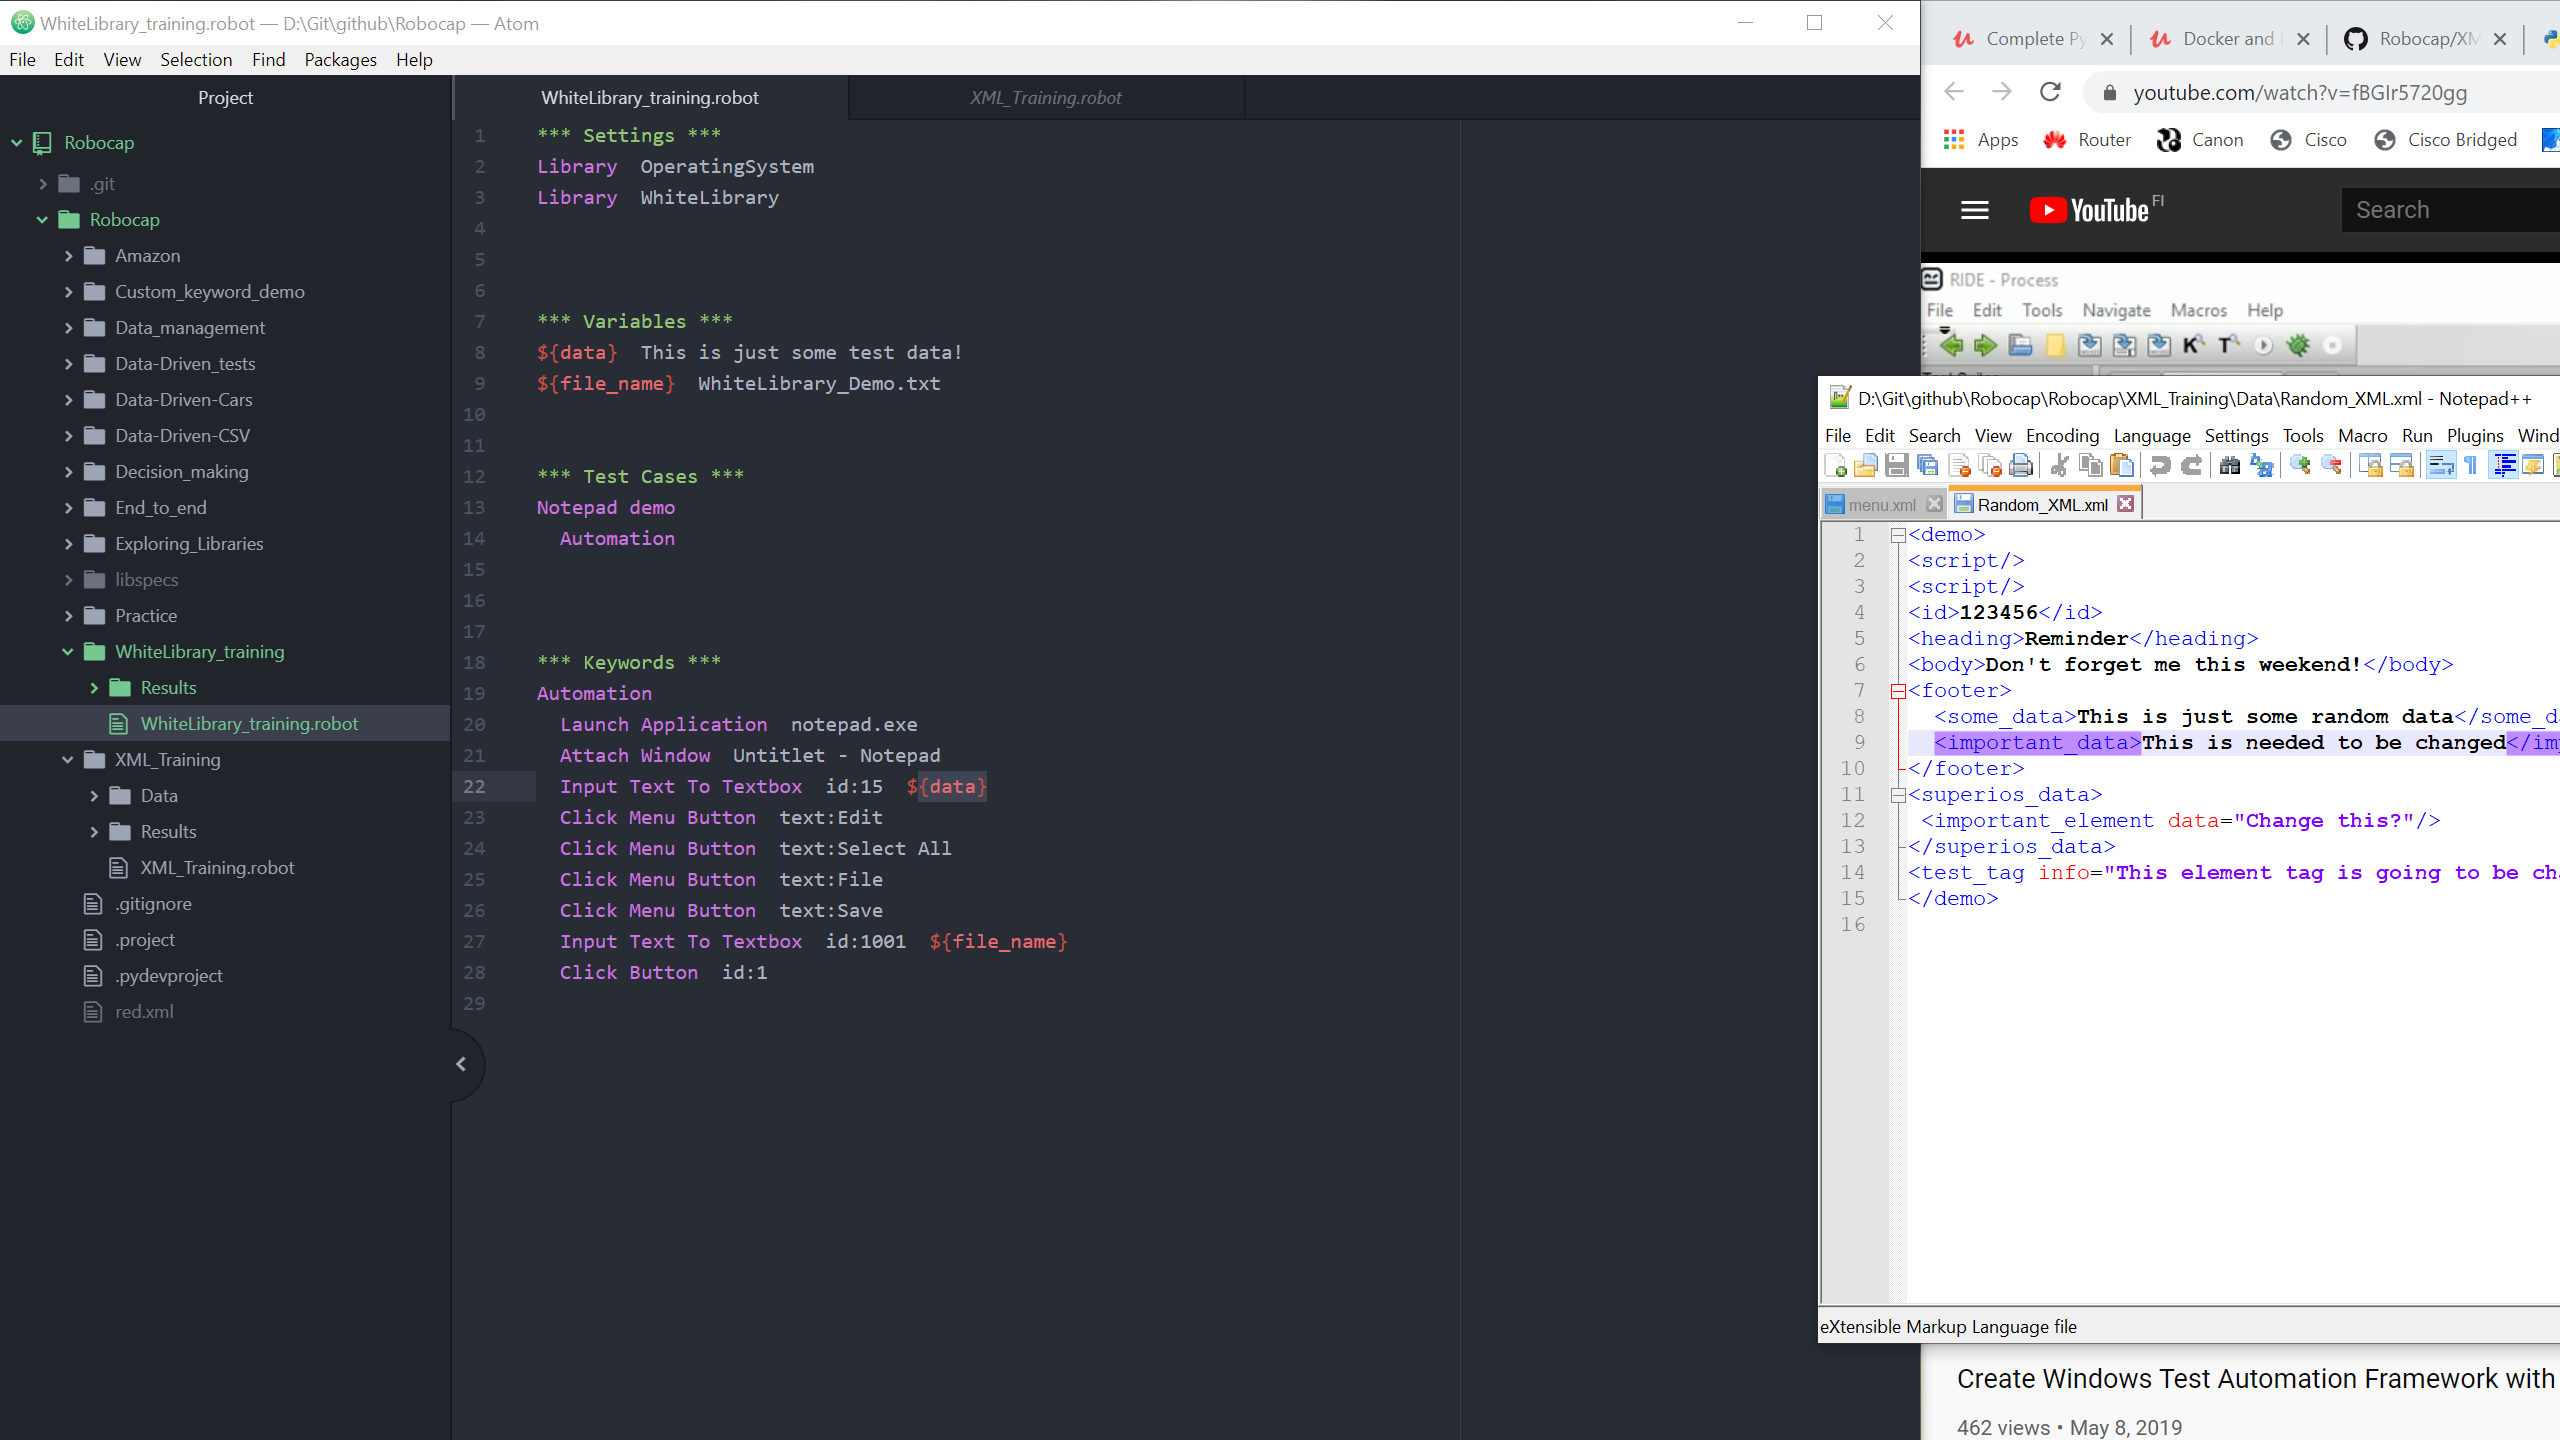 WhiteLibrary_training.robot — D:\Git\github\Robocap — Atom
File Edit View Selection Find Packages Help
Project
Robocap
.git
Robocap
Amazon
Custom_keyword_demo
Data_management
Data-Driven_tests
Data-Driven-Cars
Data-Driven-CSV
Decision_making
End_to_end
Exploring_Libraries
libspecs
Practice
WhiteLibrary_training
Results
WhiteLibrary_training.robot
XML_Training
Data
Results
XML_Training.robot
.gitignore
.project
.pydevproject
red.xml
WhiteLibrary_training.robot XML_Training.robot
1 *** Settings ***
2 Library  OperatingSystem
3 Library  WhiteLibrary
4
5
6
7 *** Variables ***
8 ${data}  This is just some test data!
9 ${file_name}  WhiteLibrary_Demo.txt
10
11
12 *** Test Cases ***
13 Notepad demo
14   Automation
15
16
17
18 *** Keywords ***
19 Automation
20   Launch Application  notepad.exe
21   Attach Window  Untitlet - Notepad
22   Input Text To Textbox  id:15  ${data}
23   Click Menu Button  text:Edit
24   Click Menu Button  text:Select All
25   Click Menu Button  text:File
26   Click Menu Button  text:Save
27   Input Text To Textbox  id:1001  ${file_name}
28   Click Button  id:1
29
Complete Py Docker and Robocap/XM
youtube.com/watch?v=fBGIr5720gg
Apps Router Canon Cisco Cisco Bridged
YouTube FI Search
RIDE - Process
File Edit Tools Navigate Macros Help
D:\Git\github\Robocap\Robocap\XML_Training\Data\Random_XML.xml - Notepad++
File Edit Search View Encoding Language Settings Tools Macro Run Plugins Wind
menu.xml Random_XML.xml
1 <demo>
2 <script/>
3 <script/>
4 <id>123456</id>
5 <heading>Reminder</heading>
6 <body>Don't forget me this weekend!</body>
7 <footer>
8   <some_data>This is just some random data</some_da
9   <important_data>This is needed to be changed</imp
10 </footer>
11 <superios_data>
12  <important_element data="Change this?"/>
13 </superios_data>
14 <test_tag info="This element tag is going to be cha
15 </demo>
16
eXtensible Markup Language file
Create Windows Test Automation Framework with
462 views • May 8, 2019